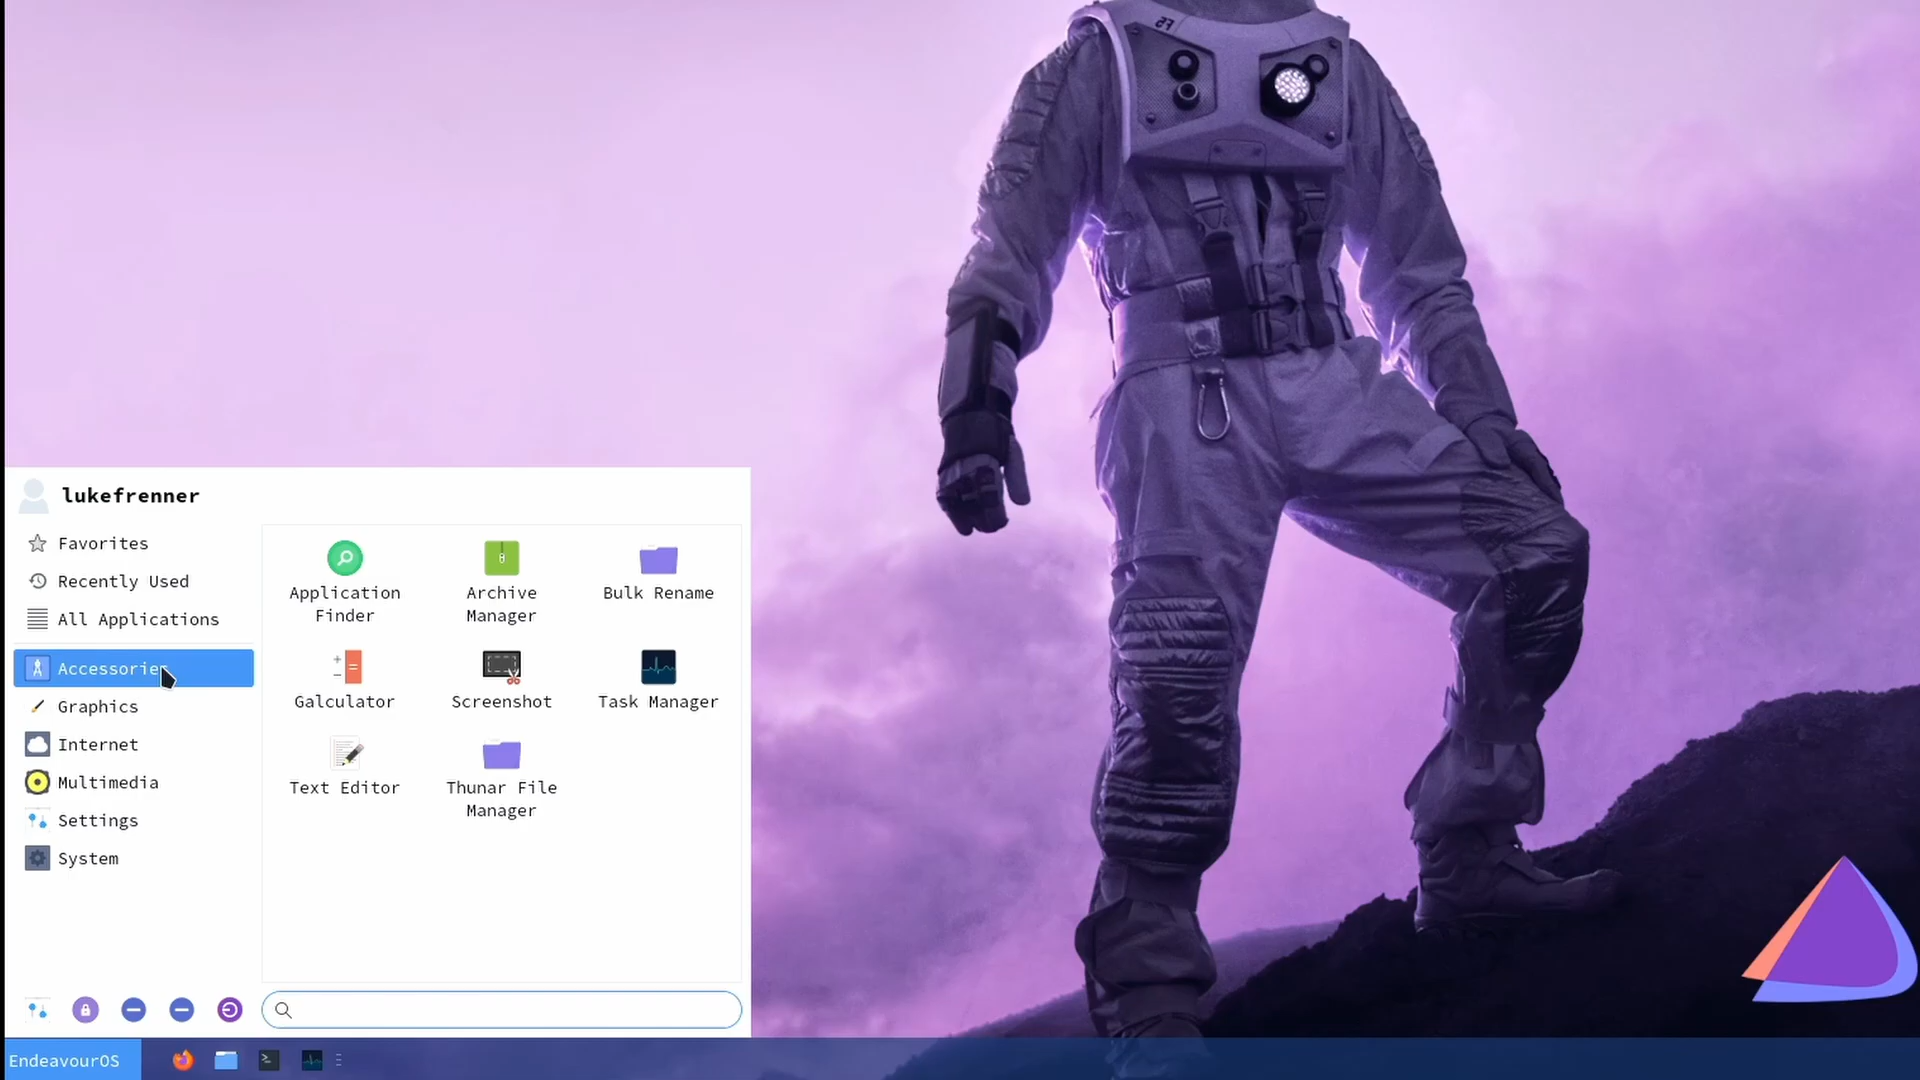 lukefrenner
Favorites
Recently Used
All Applications
Accessories
Graphics
Internet
Multimedia
Settings
System
Application
Finder
Archive
Manager
Bulk Rename
Galculator
Screenshot
Task Manager
Text Editor
Thunar File
Manager
EndeavourOS